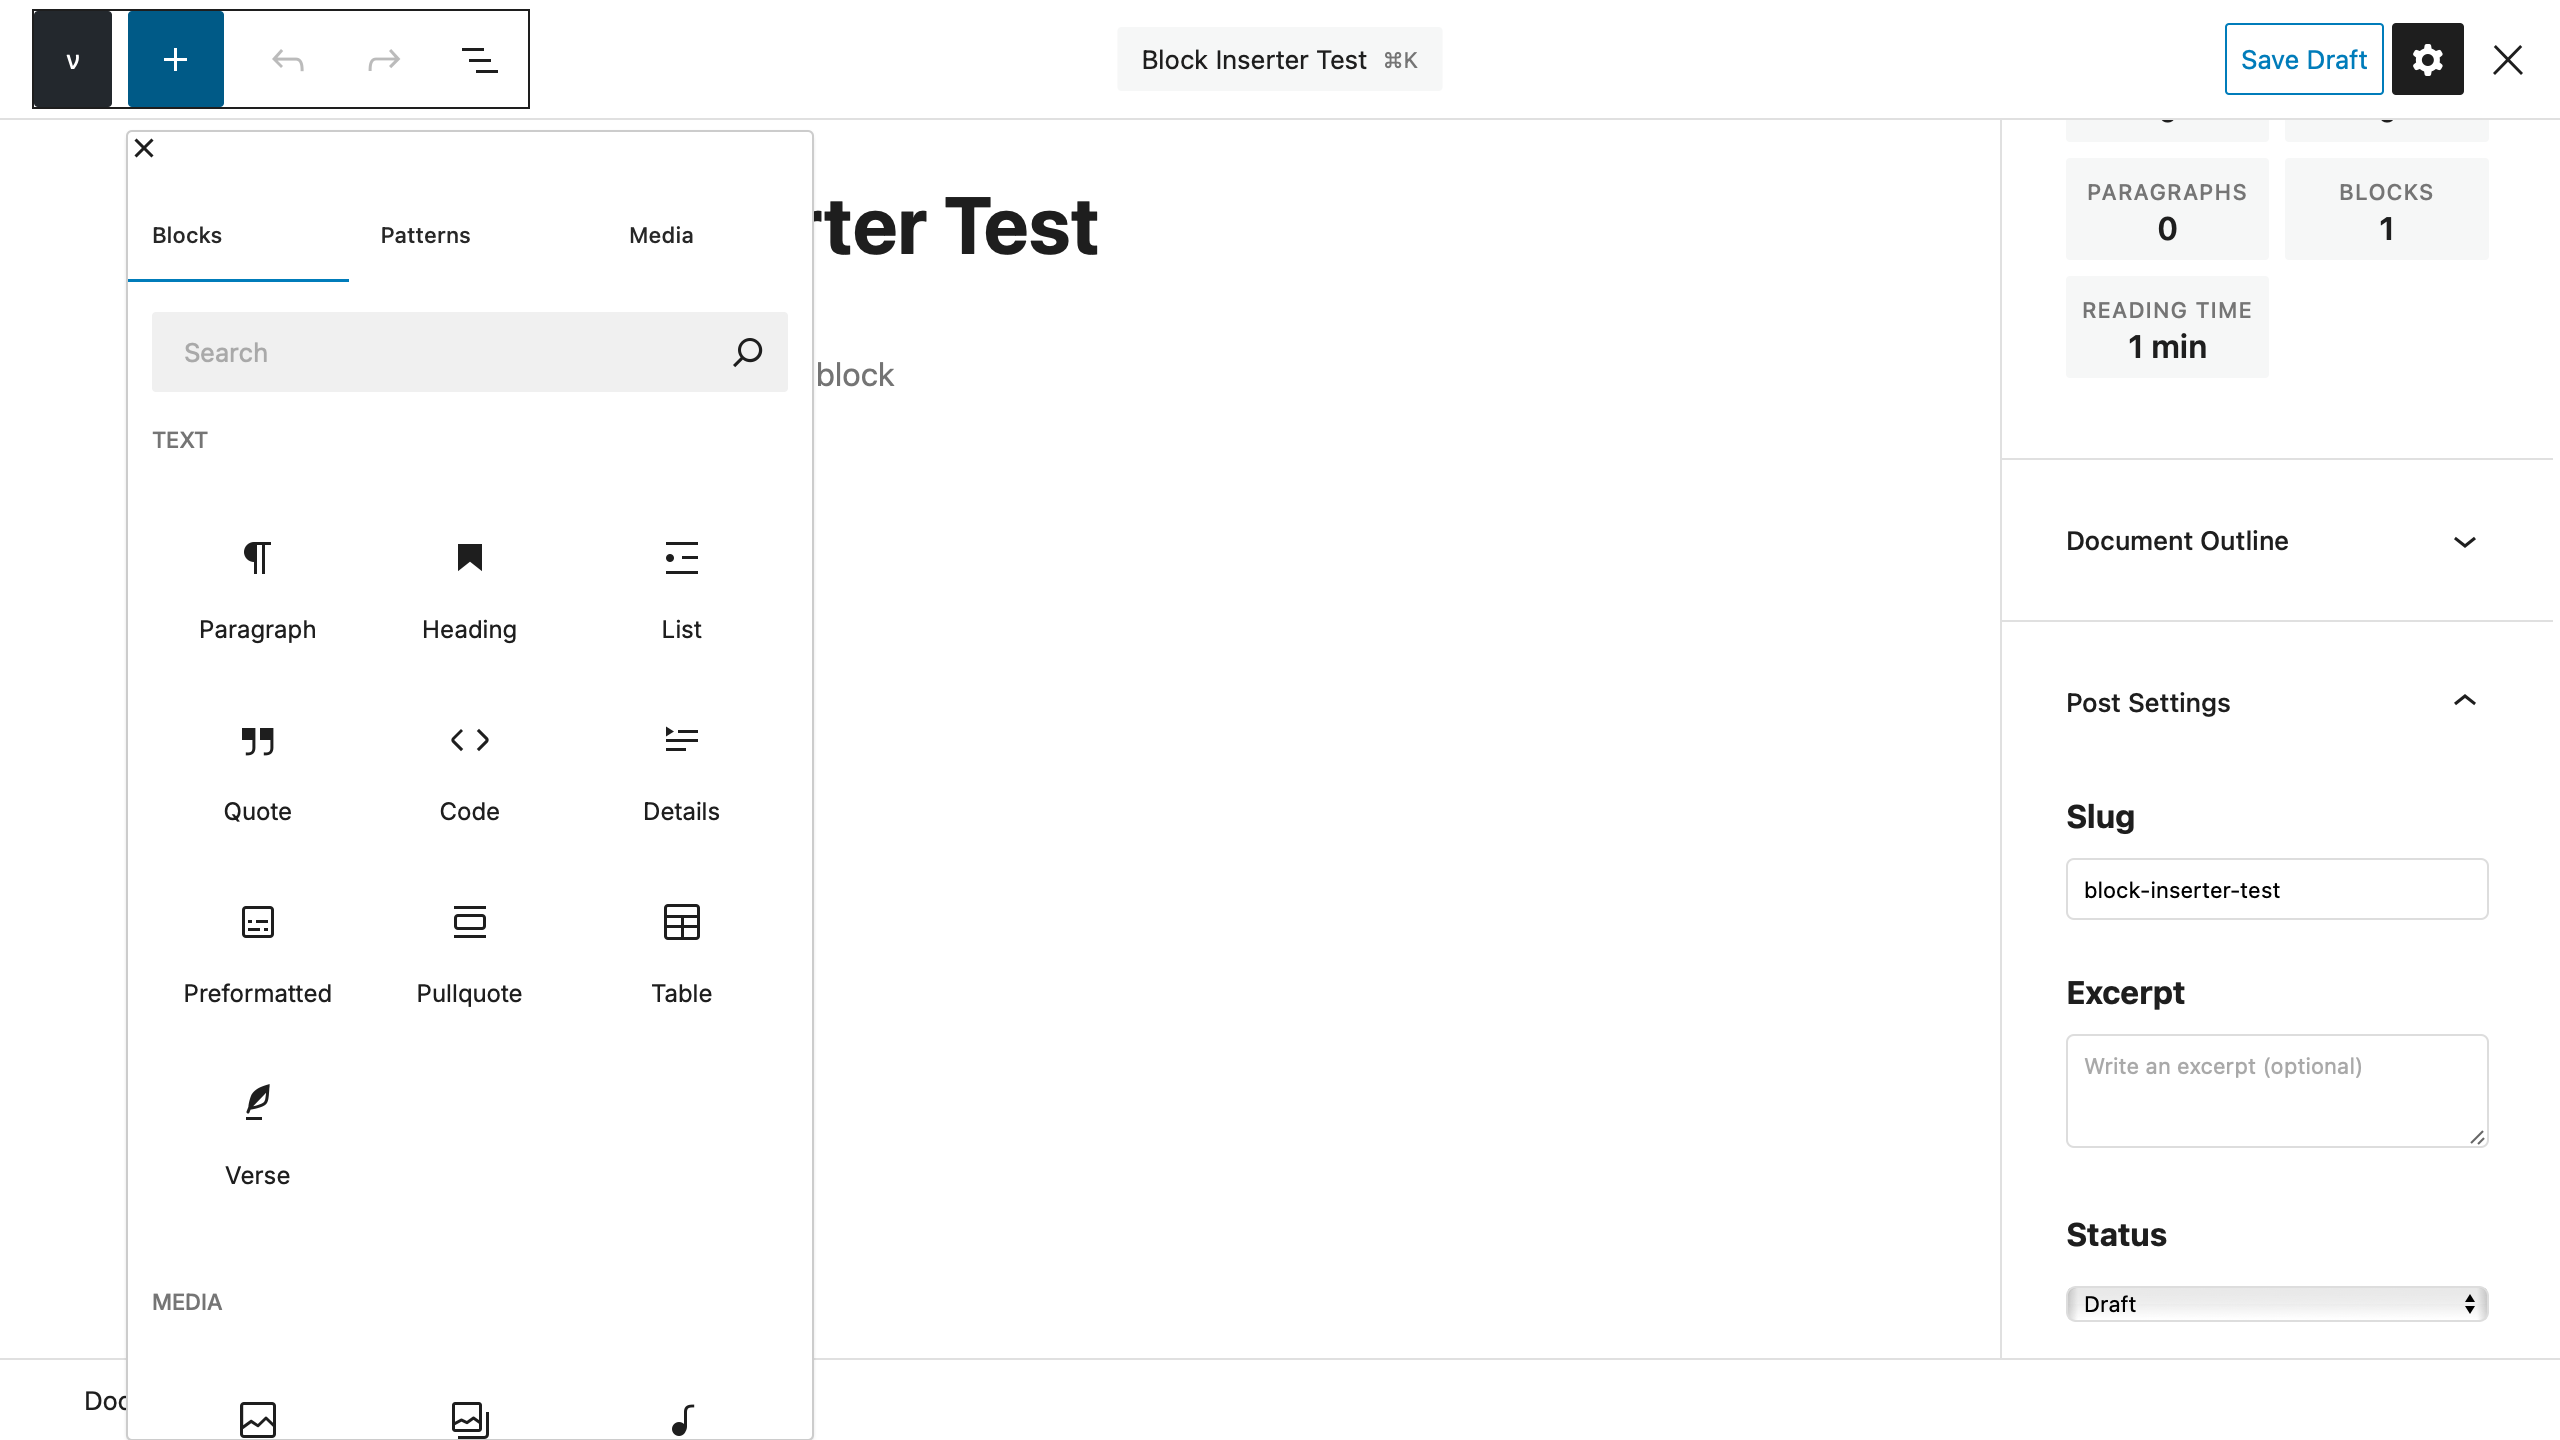 v
Block Inserter Test ⌘K
Save Draft
Blocks
Patterns
Media
Search
TEXT
Paragraph
Heading
List
Quote
Code
Details
Preformatted
Pullquote
Table
Verse
MEDIA
rter Test
block
PARAGRAPHS
0
BLOCKS
1
READING TIME
1 min
Document Outline
Post Settings
Slug
block-inserter-test
Excerpt
Write an excerpt (optional)
Status
Draft
Doc